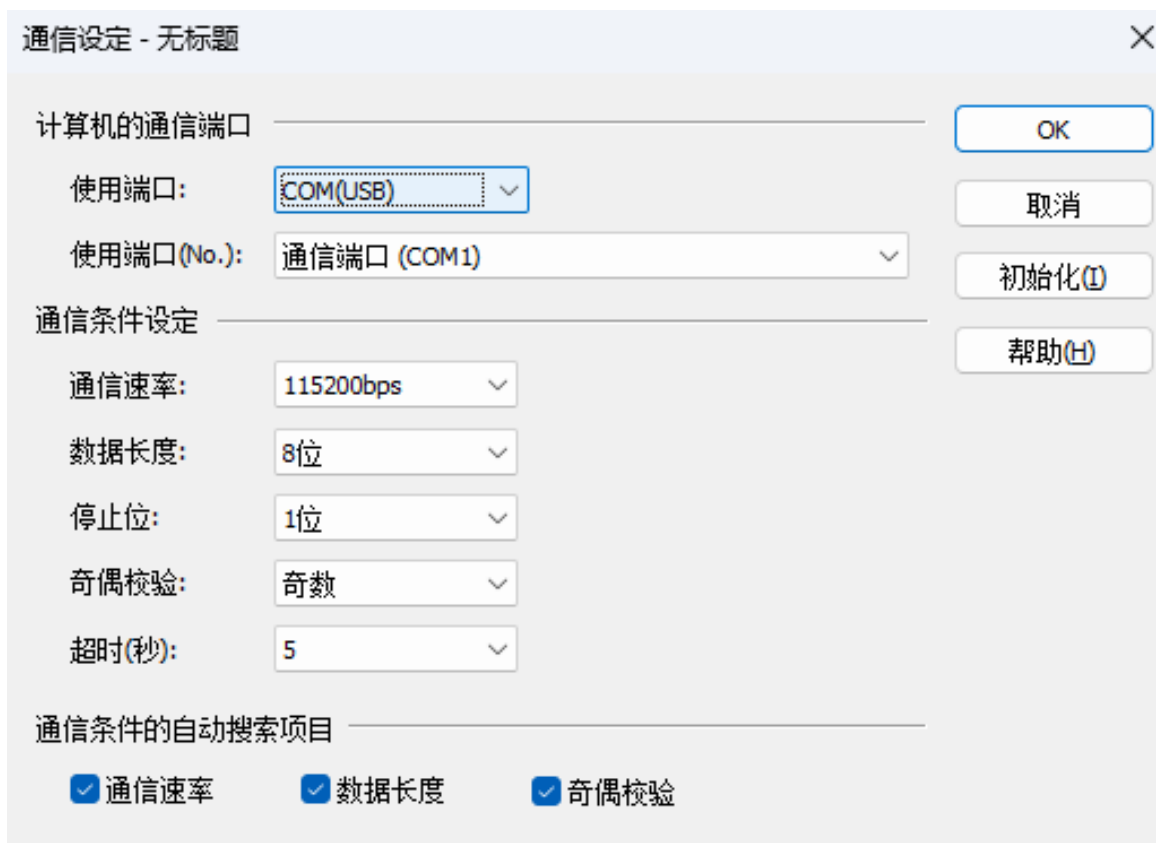 通信设定 - 无标题
计算机的通信端口
OK
使用端口: COM(USB)
取消
使用端口(No.): 通信端口 (COM1)
初始化(I)
通信条件设定
帮助(H)
通信速率: 115200bps
数据长度: 8位
停止位: 1位
奇偶校验: 奇数
超时(秒): 5
通信条件的自动搜索项目
通信速率 数据长度 奇偶校验